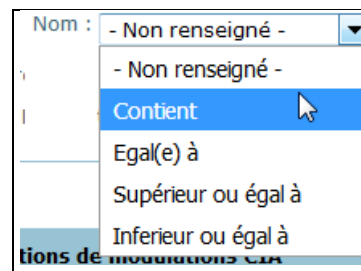 Nom : - Non renseigné -
- Non renseigné -
Contient
Egal(e) à
Supérieur ou égal à
Inferieur ou égal à
tions de modulations CIA